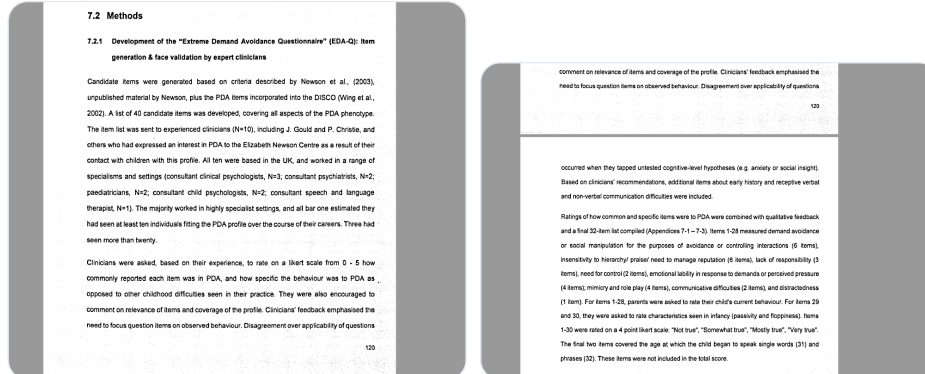 7.2 Methods
7.2.1 Development of the "Extreme Demand Avoidance Questionnaire" (EDA-Q): Item
generation & face validation by expert clinicians
Candidate items were generated based on criteria described by Newson et al., (2003),
unpublished material by Newson, plus the PDA items incorporated into the DISCO (Wing et al.,
2002). A list of 40 candidate items was developed, covering all aspects of the PDA phenotype.
The item list was sent to experienced clinicians (N=10), including J. Gould and P. Christie, and
others who had expressed an interest in PDA to the Elizabeth Newson Centre as a result of their
contact with children with this profile. All ten were based in the UK, and worked in a range of
specialisms and settings (consultant clinical psychologists, N=3; consultant psychiatrists, N=2;
paediatricians, N=2; consultant child psychologists, N=2; consultant speech and language
therapist, N=1). The majority worked in highly specialist settings, and all bar one estimated they
had seen at least ten individuals fitting the PDA profile over the course of their careers. Three had
seen more than twenty.
Clinicians were asked, based on their experience, to rate on a likert scale from 0 - 5 how
commonly reported each item was in PDA, and how specific the behaviour was to PDA as
opposed to other childhood difficulties seen in their practice. They were also encouraged to
comment on relevance of items and coverage of the profile. Clinicians' feedback emphasised the
need to focus question items on observed behaviour. Disagreement over applicability of questions
120
comment on relevance of items and coverage of the profile. Clinicians' feedback emphasised the
need to focus question items on observed behaviour. Disagreement over applicability of questions
120
occurred when they tapped untested cognitive-level hypotheses (e.g. anxiety or social insight).
Based on clinicians' recommendations, additional items about early history and receptive verbal
and non-verbal communication difficulties were included.
Ratings of how common and specific items were to PDA were combined with qualitative feedback
and a final 32-item list compiled (Appendices 7-1 – 7-3). Items 1-28 measured demand avoidance
or social manipulation for the purposes of avoidance or controlling interactions (6 items),
insensitivity to hierarchy/ praise/ need to manage reputation (6 items), lack of responsibility (3
items), need for control (2 items), emotional lability in response to demands or perceived pressure
(4 items); mimicry and role play (4 items), communicative difficulties (2 items), and distractedness
(1 item). For items 1-28, parents were asked to rate their child's current behaviour. For items 29
and 30, they were asked to rate characteristics seen in infancy (passivity and floppiness). Items
1-30 were rated on a 4 point likert scale: "Not true", "Somewhat true", "Mostly true", "Very true".
The final two items covered the age at which the child began to speak single words (31) and
phrases (32). These items were not included in the total score.